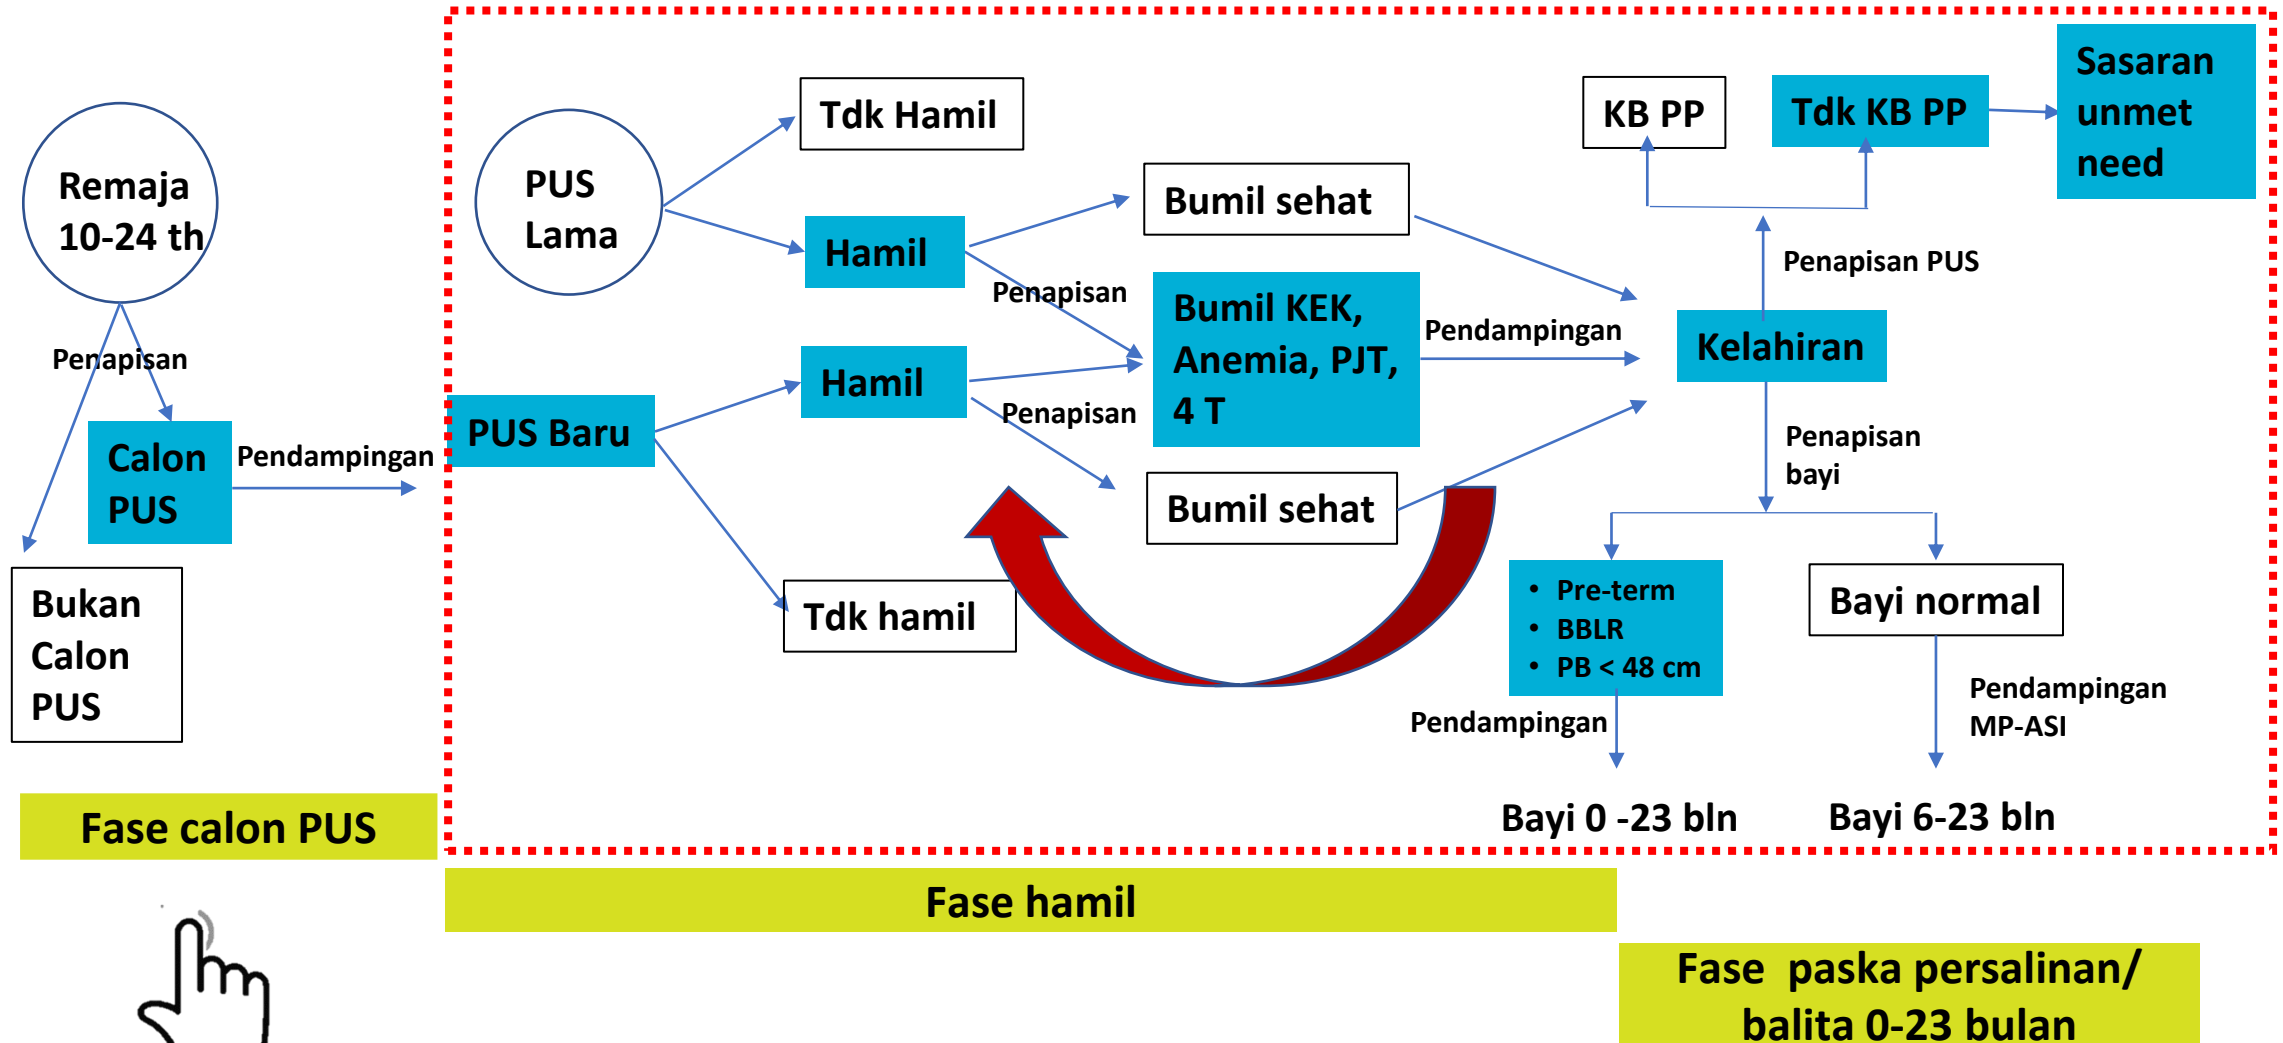 Remaja
10-24 th
Penapisan
Calon
PUS
Pendampingan
Bukan
Calon
PUS
Fase calon PUS
PUS
Lama
Tdk Hamil
Hamil
Penapisan
Bumil sehat
PUS Baru
Hamil
Penapisan
Bumil KEK,
Anemia, PJT,
4 T
Pendampingan
Bumil sehat
Tdk hamil
KB PP
Tdk KB PP
Sasaran
unmet
need
Penapisan PUS
Kelahiran
Penapisan
bayi
• Pre-term
• BBLR
• PB < 48 cm
Bayi normal
Pendampingan
Pendampingan
MP-ASI
Bayi 0 -23 bln
Bayi 6-23 bln
Fase hamil
Fase paska persalinan/
balita 0-23 bulan